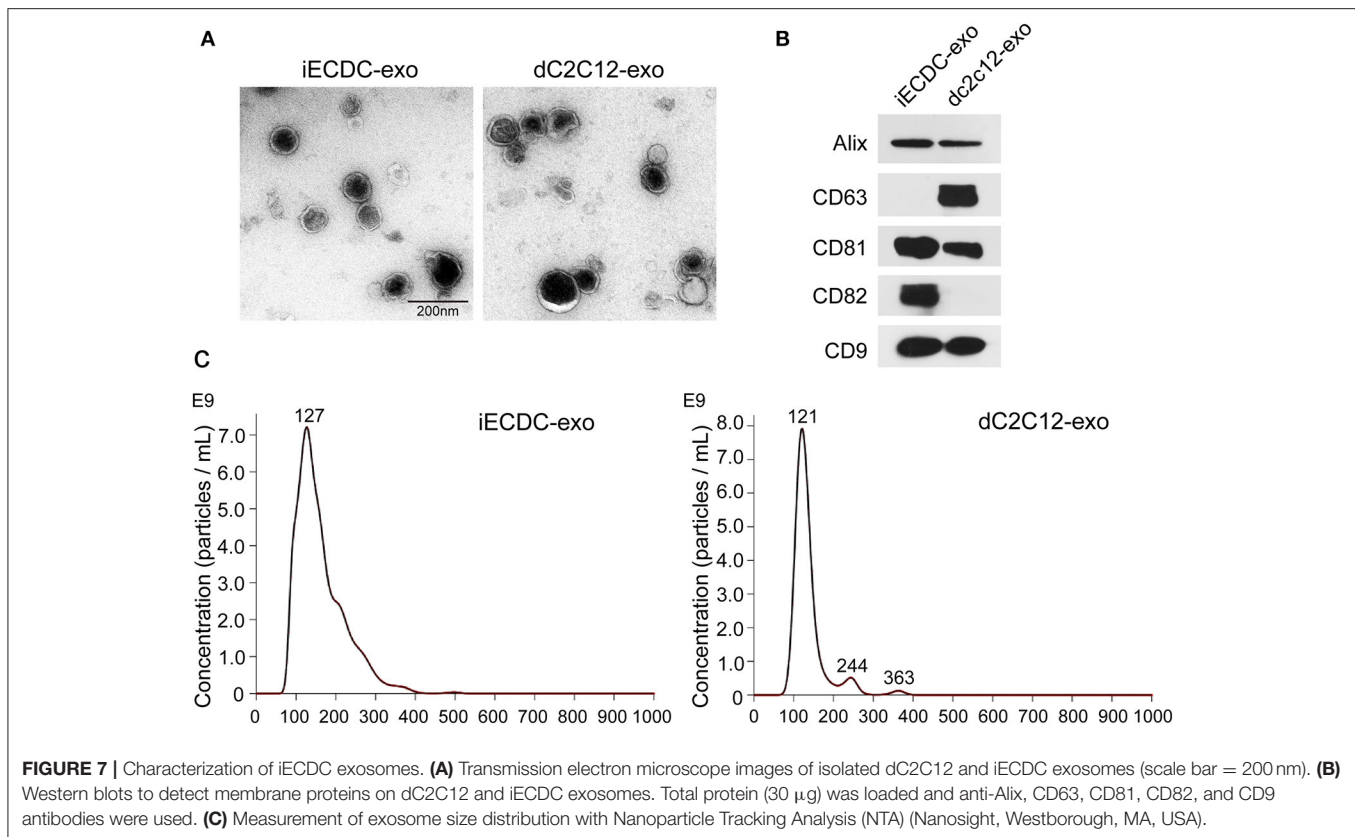 A
iECDC-exo
dC2C12-exo
200nm
B
iECDC-exo
dc2c12-exo
Alix
CD63
CD81
CD82
CD9
C
E9
127
iECDC-exo
Concentration (particles / mL)
7.0
6.0
5.0
4.0
3.0
2.0
1.0
0
0 100 200 300 400 500 600 700 800 900 1000
E9
121
dC2C12-exo
Concentration (particles / mL)
8.0
7.0
6.0
5.0
4.0
3.0
2.0
1.0
0
244
363
0 100 200 300 400 500 600 700 800 900 1000
FIGURE 7 | Characterization of iECDC exosomes. (A) Transmission electron microscope images of isolated dC2C12 and iECDC exosomes (scale bar = 200 nm). (B)
Western blots to detect membrane proteins on dC2C12 and iECDC exosomes. Total protein (30 μg) was loaded and anti-Alix, CD63, CD81, CD82, and CD9
antibodies were used. (C) Measurement of exosome size distribution with Nanoparticle Tracking Analysis (NTA) (Nanosight, Westborough, MA, USA).